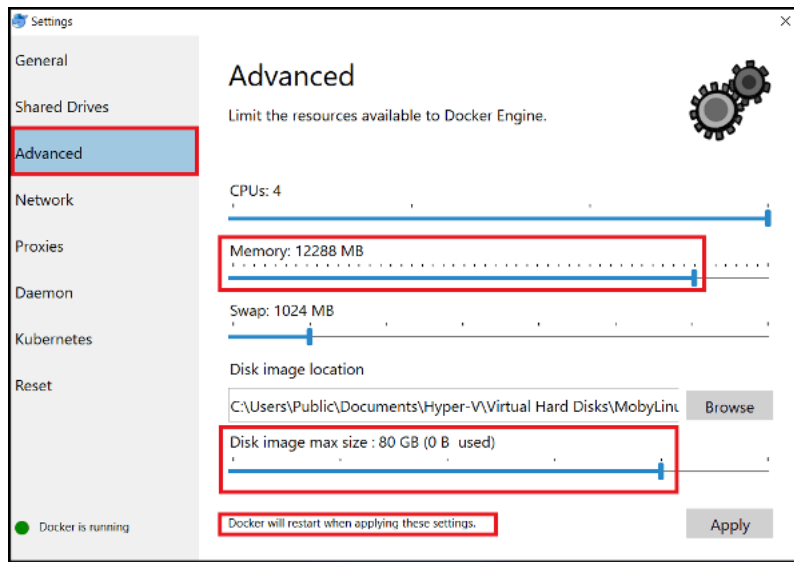 Settings
General
Shared Drives
Advanced
Network
Proxies
Daemon
Kubernetes
Reset
Docker is running
Advanced
Limit the resources available to Docker Engine.
CPUs: 4
Memory: 12288 MB
Swap: 1024 MB
Disk image location
C:\Users\Public\Documents\Hyper-V\Virtual Hard Disks\MobyLinu
Browse
Disk image max size : 80 GB (0 B used)
Docker will restart when applying these settings.
Apply